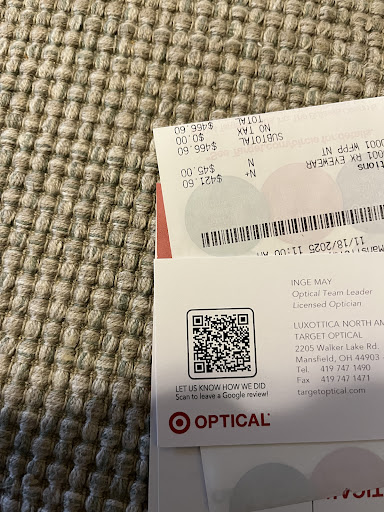 11/18/2025 11:00 AM
001 RX EYEWEAR N+ $421.60
0001 WFPP NT N $45.00
SUBTOTAL $466.60
NO TAX $0.00
TOTAL $466.60
INGE MAY
Optical Team Leader
Licensed Optician
LUXOTTICA NORTH AM
TARGET OPTICAL
2205 Walker Lake Rd.
Mansfield, OH 44903
Tel. 419 747 1490
Fax 419 747 1471
targetoptical.com
LET US KNOW HOW WE DID
Scan to leave a Google review!
OPTICAL
TICAL